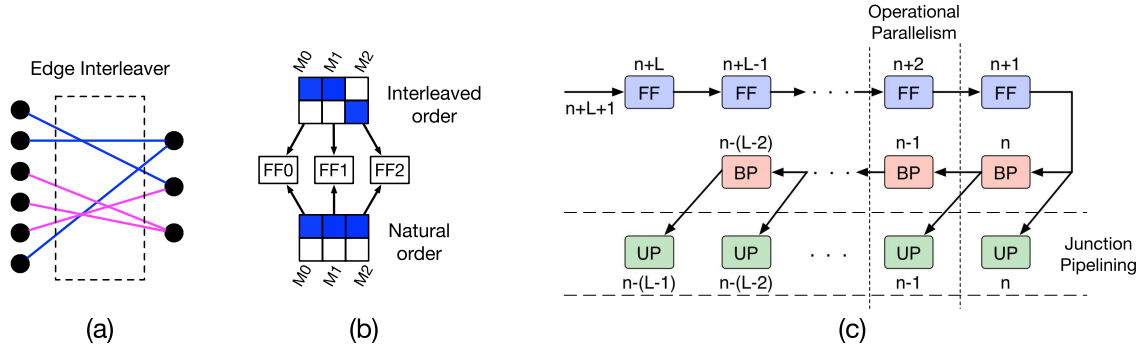 Edge Interleaver
(a)
M0 M1 M2
Interleaved
order
FF0 FF1 FF2
Natural
order
M0 M1 M2
(b)
Operational
Parallelism
n+L n+L-1 n+2 n+1
FF FF . . . FF FF
n+L+1
n-(L-2) n-1 n
BP . . . BP BP
UP UP . . . UP UP
n-(L-1) n-(L-2) n-1 n
Junction
Pipelining
(c)